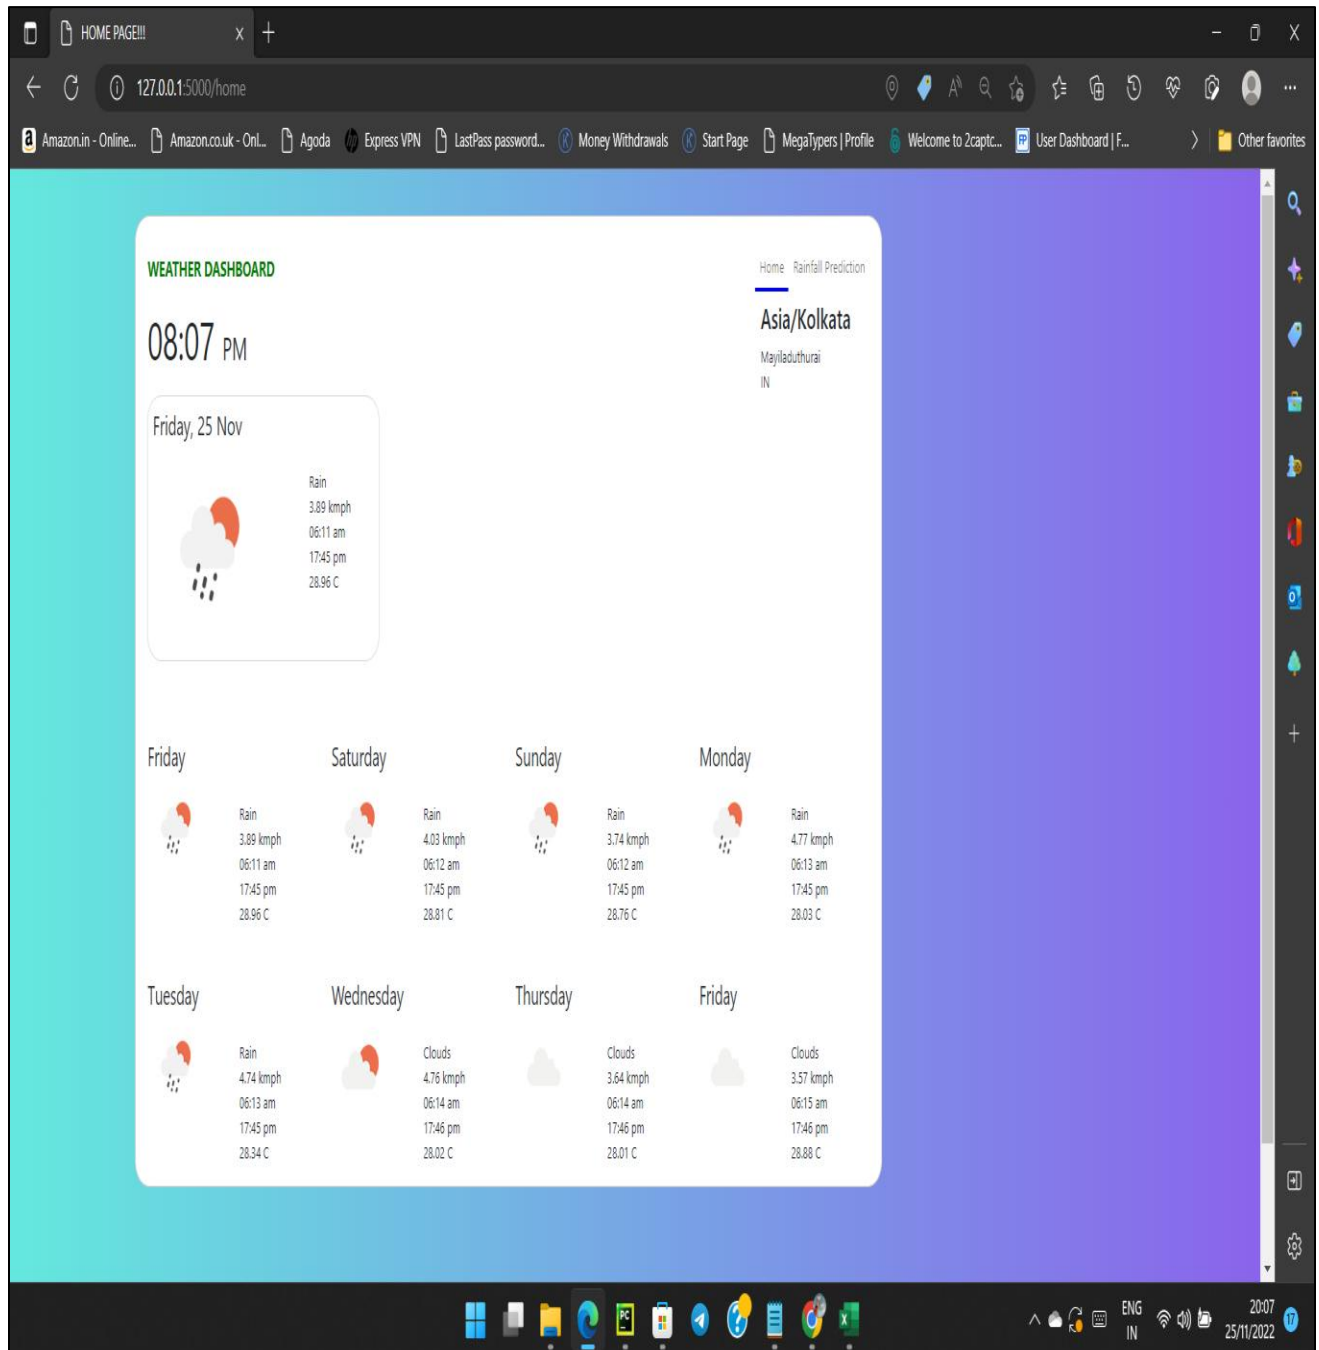 HOME PAGE!!!
127.0.0.1:5000/home
Amazon.in - Online...
Amazon.co.uk - Onl...
Agoda
Express VPN
LastPass password...
Money Withdrawals
Start Page
MegaTypers | Profile
Welcome to 2captc...
User Dashboard | F...
Other favorites
WEATHER DASHBOARD
Home Rainfall Prediction
08:07 PM
Asia/Kolkata
Mayiladuthurai
IN
Friday, 25 Nov
Rain
3.89 kmph
06:11 am
17:45 pm
28.96 C
Friday
Rain
3.89 kmph
06:11 am
17:45 pm
28.96 C
Saturday
Rain
4.03 kmph
06:12 am
17:45 pm
28.81 C
Sunday
Rain
3.74 kmph
06:12 am
17:45 pm
28.76 C
Monday
Rain
4.77 kmph
06:13 am
17:45 pm
28.03 C
Tuesday
Rain
4.74 kmph
06:13 am
17:45 pm
28.34 C
Wednesday
Clouds
4.76 kmph
06:14 am
17:46 pm
28.02 C
Thursday
Clouds
3.64 kmph
06:14 am
17:46 pm
28.01 C
Friday
Clouds
3.57 kmph
06:15 am
17:46 pm
28.88 C
ENG
IN
20:07
25/11/2022
17